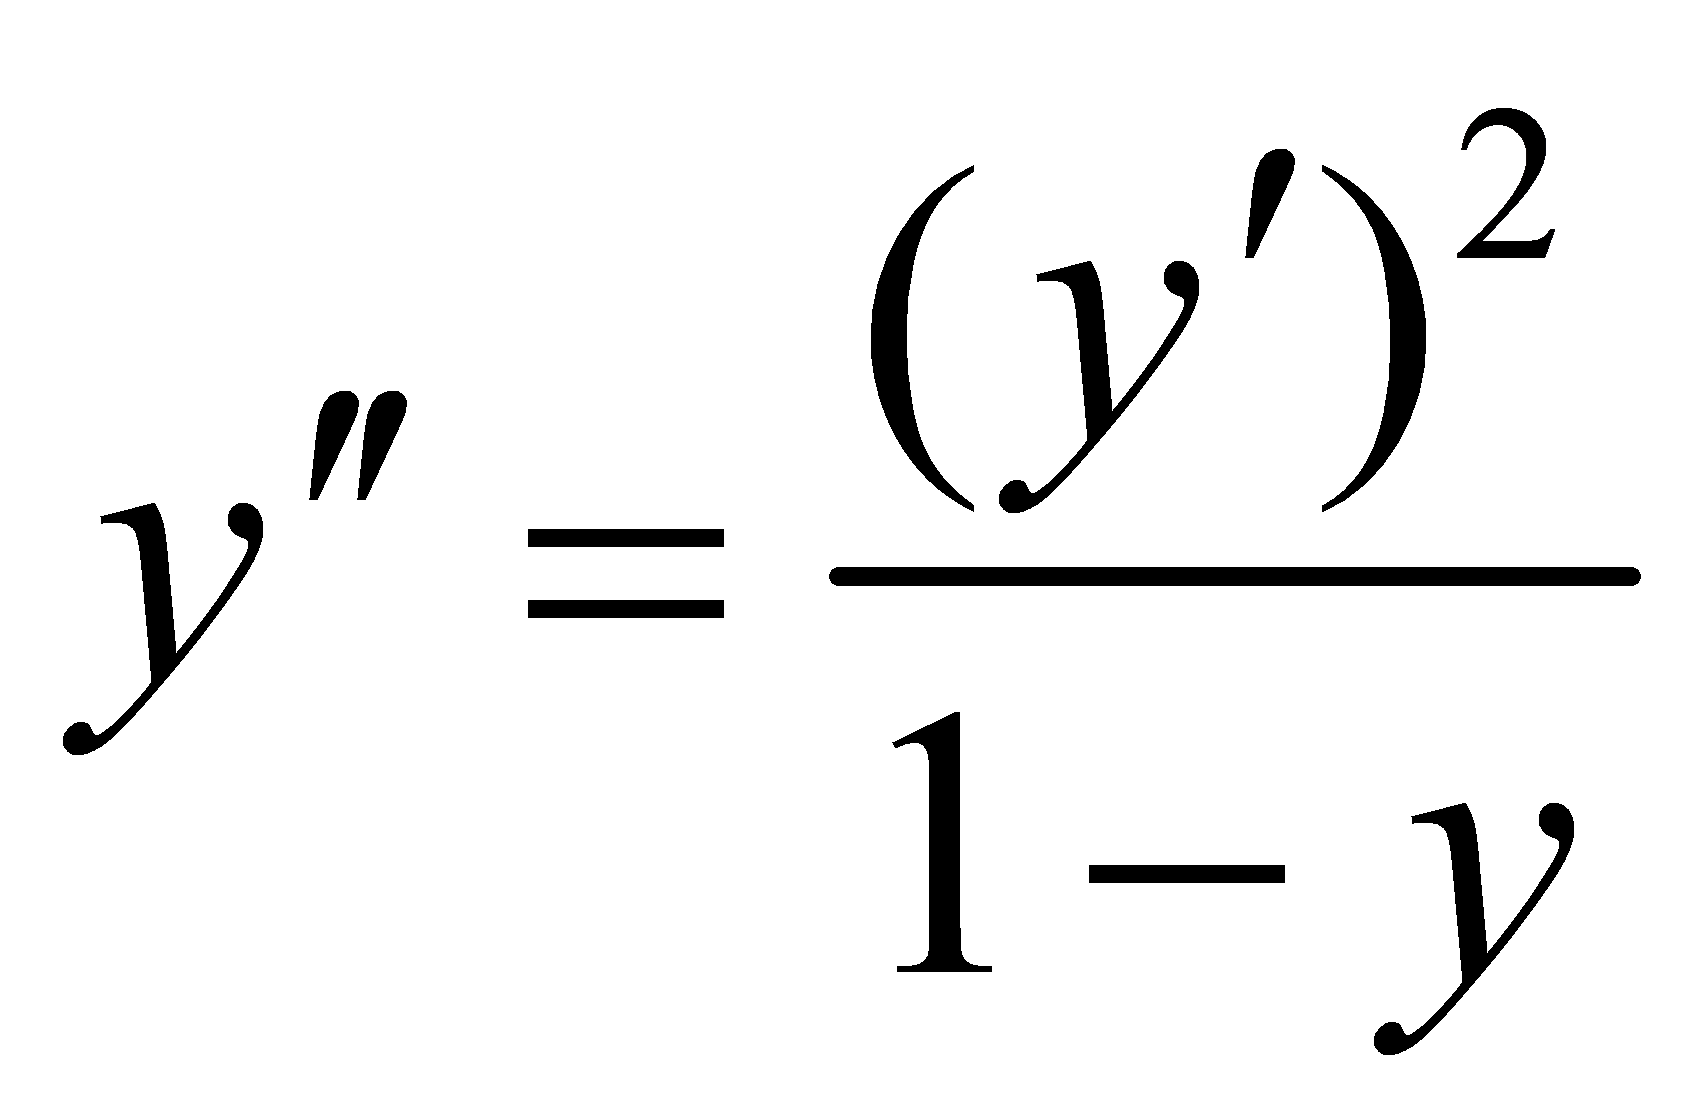 y″ = (y′)² / (1 − y)